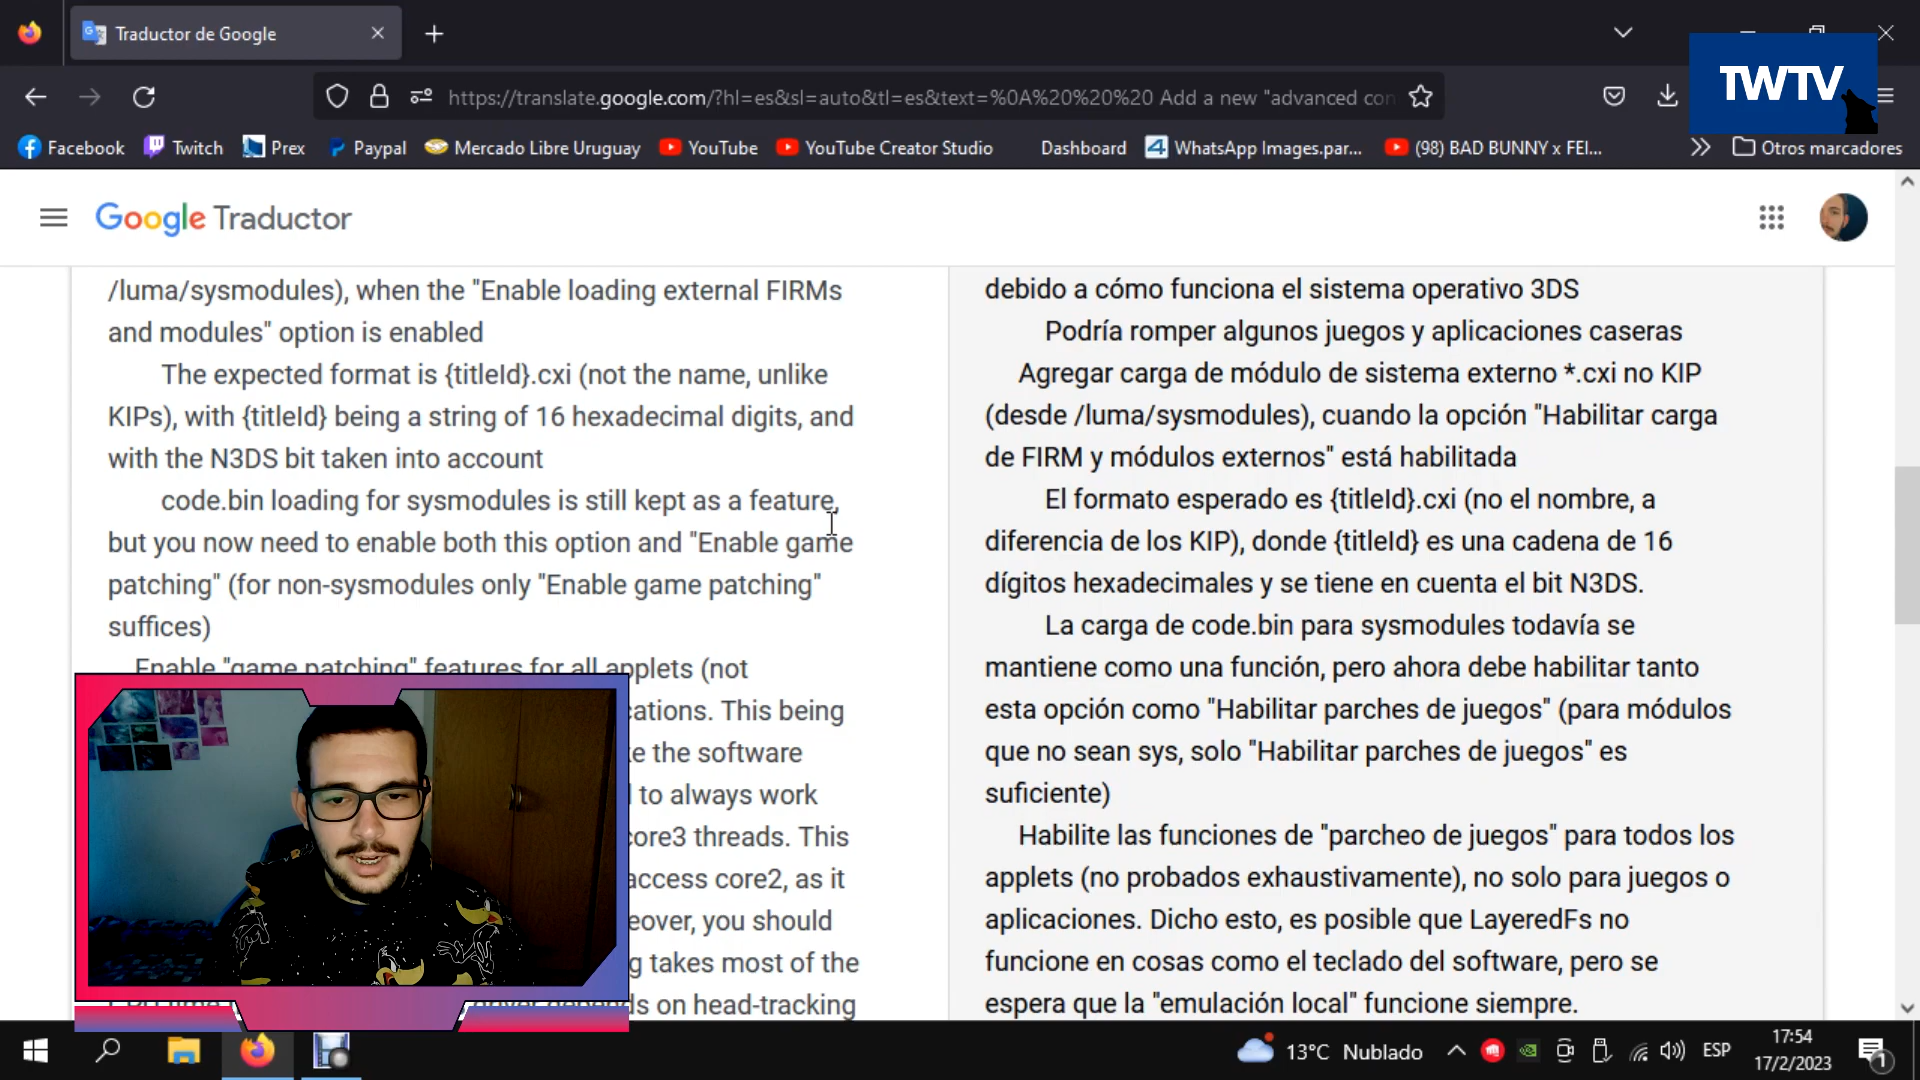 Traductor de Google
TWTV
https://translate.google.com/?hl=es&sl=auto&tl=es&text=%0A%20%20%20 Add a new "advanced con
Facebook
Twitch
Prex
Paypal
Mercado Libre Uruguay
YouTube
YouTube Creator Studio
Dashboard
WhatsApp Images.par...
(98) BAD BUNNY x FEI...
Otros marcadores
Google Traductor
/luma/sysmodules), when the "Enable loading external FIRMs
and modules" option is enabled
The expected format is {titleId}.cxi (not the name, unlike
KIPs), with {titleId} being a string of 16 hexadecimal digits, and
with the N3DS bit taken into account
code.bin loading for sysmodules is still kept as a feature,
but you now need to enable both this option and "Enable game
patching" (for non-sysmodules only "Enable game patching"
suffices)
Enable "game patching" features for all applets (not
cations. This being
ke the software
to always work
core3 threads. This
access core2, as it
eover, you should
g takes most of the
CPU time
driver depends on head-tracking
debido a cómo funciona el sistema operativo 3DS
Podría romper algunos juegos y aplicaciones caseras
Agregar carga de módulo de sistema externo *.cxi no KIP
(desde /luma/sysmodules), cuando la opción "Habilitar carga
de FIRM y módulos externos" está habilitada
El formato esperado es {titleId}.cxi (no el nombre, a
diferencia de los KIP), donde {titleId} es una cadena de 16
dígitos hexadecimales y se tiene en cuenta el bit N3DS.
La carga de code.bin para sysmodules todavía se
mantiene como una función, pero ahora debe habilitar tanto
esta opción como "Habilitar parches de juegos" (para módulos
que no sean sys, solo "Habilitar parches de juegos" es
suficiente)
Habilite las funciones de "parcheo de juegos" para todos los
applets (no probados exhaustivamente), no solo para juegos o
aplicaciones. Dicho esto, es posible que LayeredFs no
funcione en cosas como el teclado del software, pero se
espera que la "emulación local" funcione siempre.
13°C Nublado
ESP
17:54
17/2/2023
1